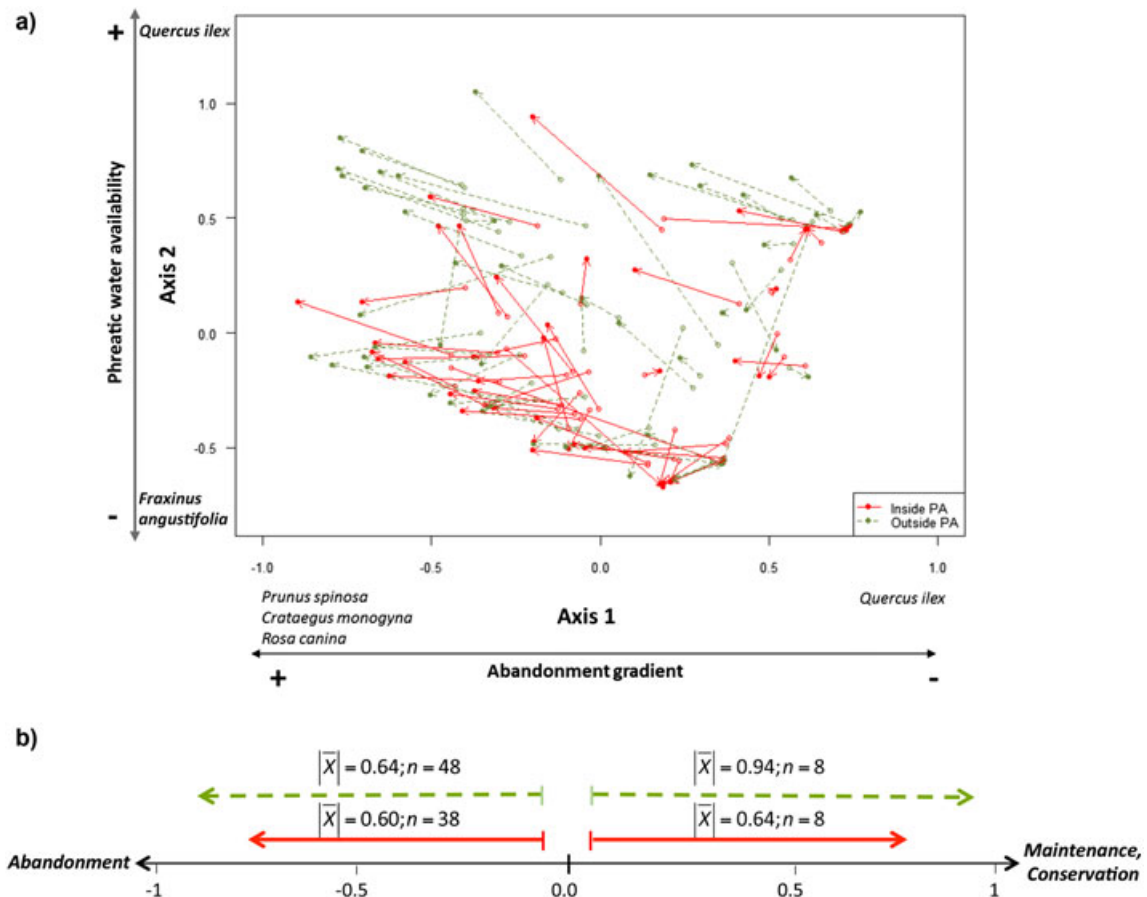 a)
+
Quercus ilex
Phreatic water availability
Axis 2
1.0
0.5
0.0
-0.5
-
Fraxinus
angustifolia
Inside PA
Outside PA
-1.0 -0.5 0.0 0.5 1.0
Prunus spinosa
Crataegus monogyna
Rosa canina
Axis 1
Quercus ilex
Abandonment gradient
+ -
b)
|X̅| = 0.64; n = 48 |X̅| = 0.94; n = 8
|X̅| = 0.60; n = 38 |X̅| = 0.64; n = 8
Abandonment
Maintenance,
Conservation
-1 -0.5 0.0 0.5 1